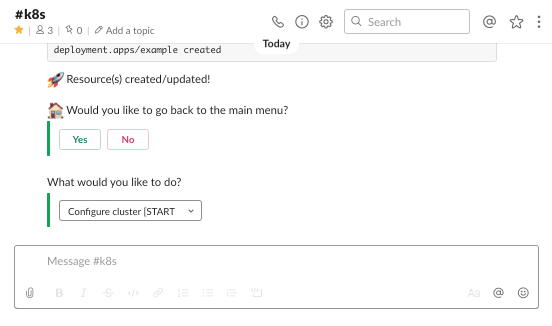 #k8s
3 | 0 | Add a topic
Search
Today
deployment.apps/example created
Resource(s) created/updated!
Would you like to go back to the main menu?
Yes No
What would you like to do?
Configure cluster [START
Message #k8s
B I S </> Aa @